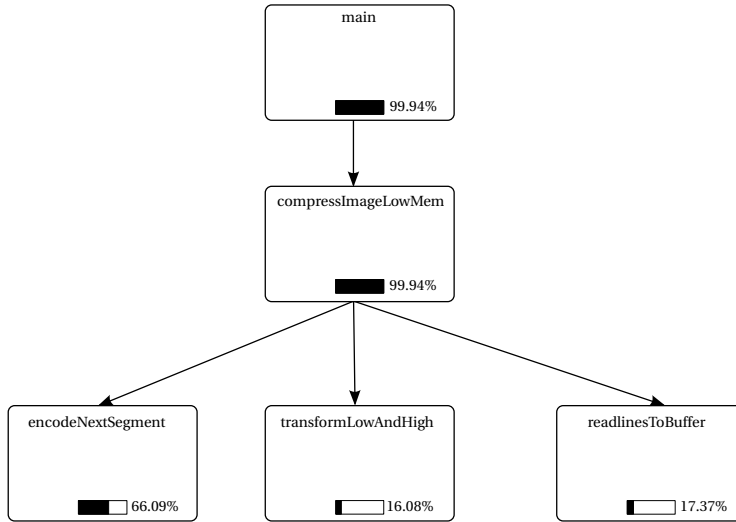 main
99.94%
compressImageLowMem
99.94%
encodeNextSegment
66.09%
transformLowAndHigh
16.08%
readlinesToBuffer
17.37%